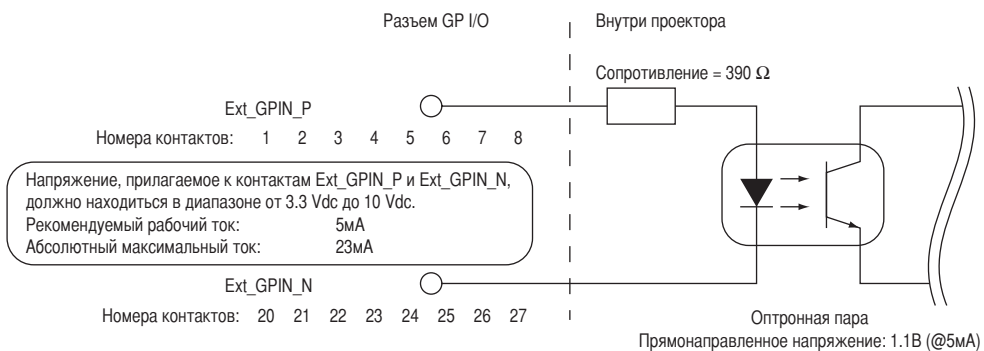 Разъем GP I/O
Внутри проектора
Сопротивление = 390 Ω
Ext_GPIN_P
Номера контактов: 1 2 3 4 5 6 7 8
Напряжение, прилагаемое к контактам Ext_GPIN_P и Ext_GPIN_N,
должно находиться в диапазоне от 3.3 Vdc до 10 Vdc.
Рекомендуемый рабочий ток: 5мА
Абсолютный максимальный ток: 23мА
Ext_GPIN_N
Номера контактов: 20 21 22 23 24 25 26 27
Оптронная пара
Прямонаправленное напряжение: 1.1В (@5мА)